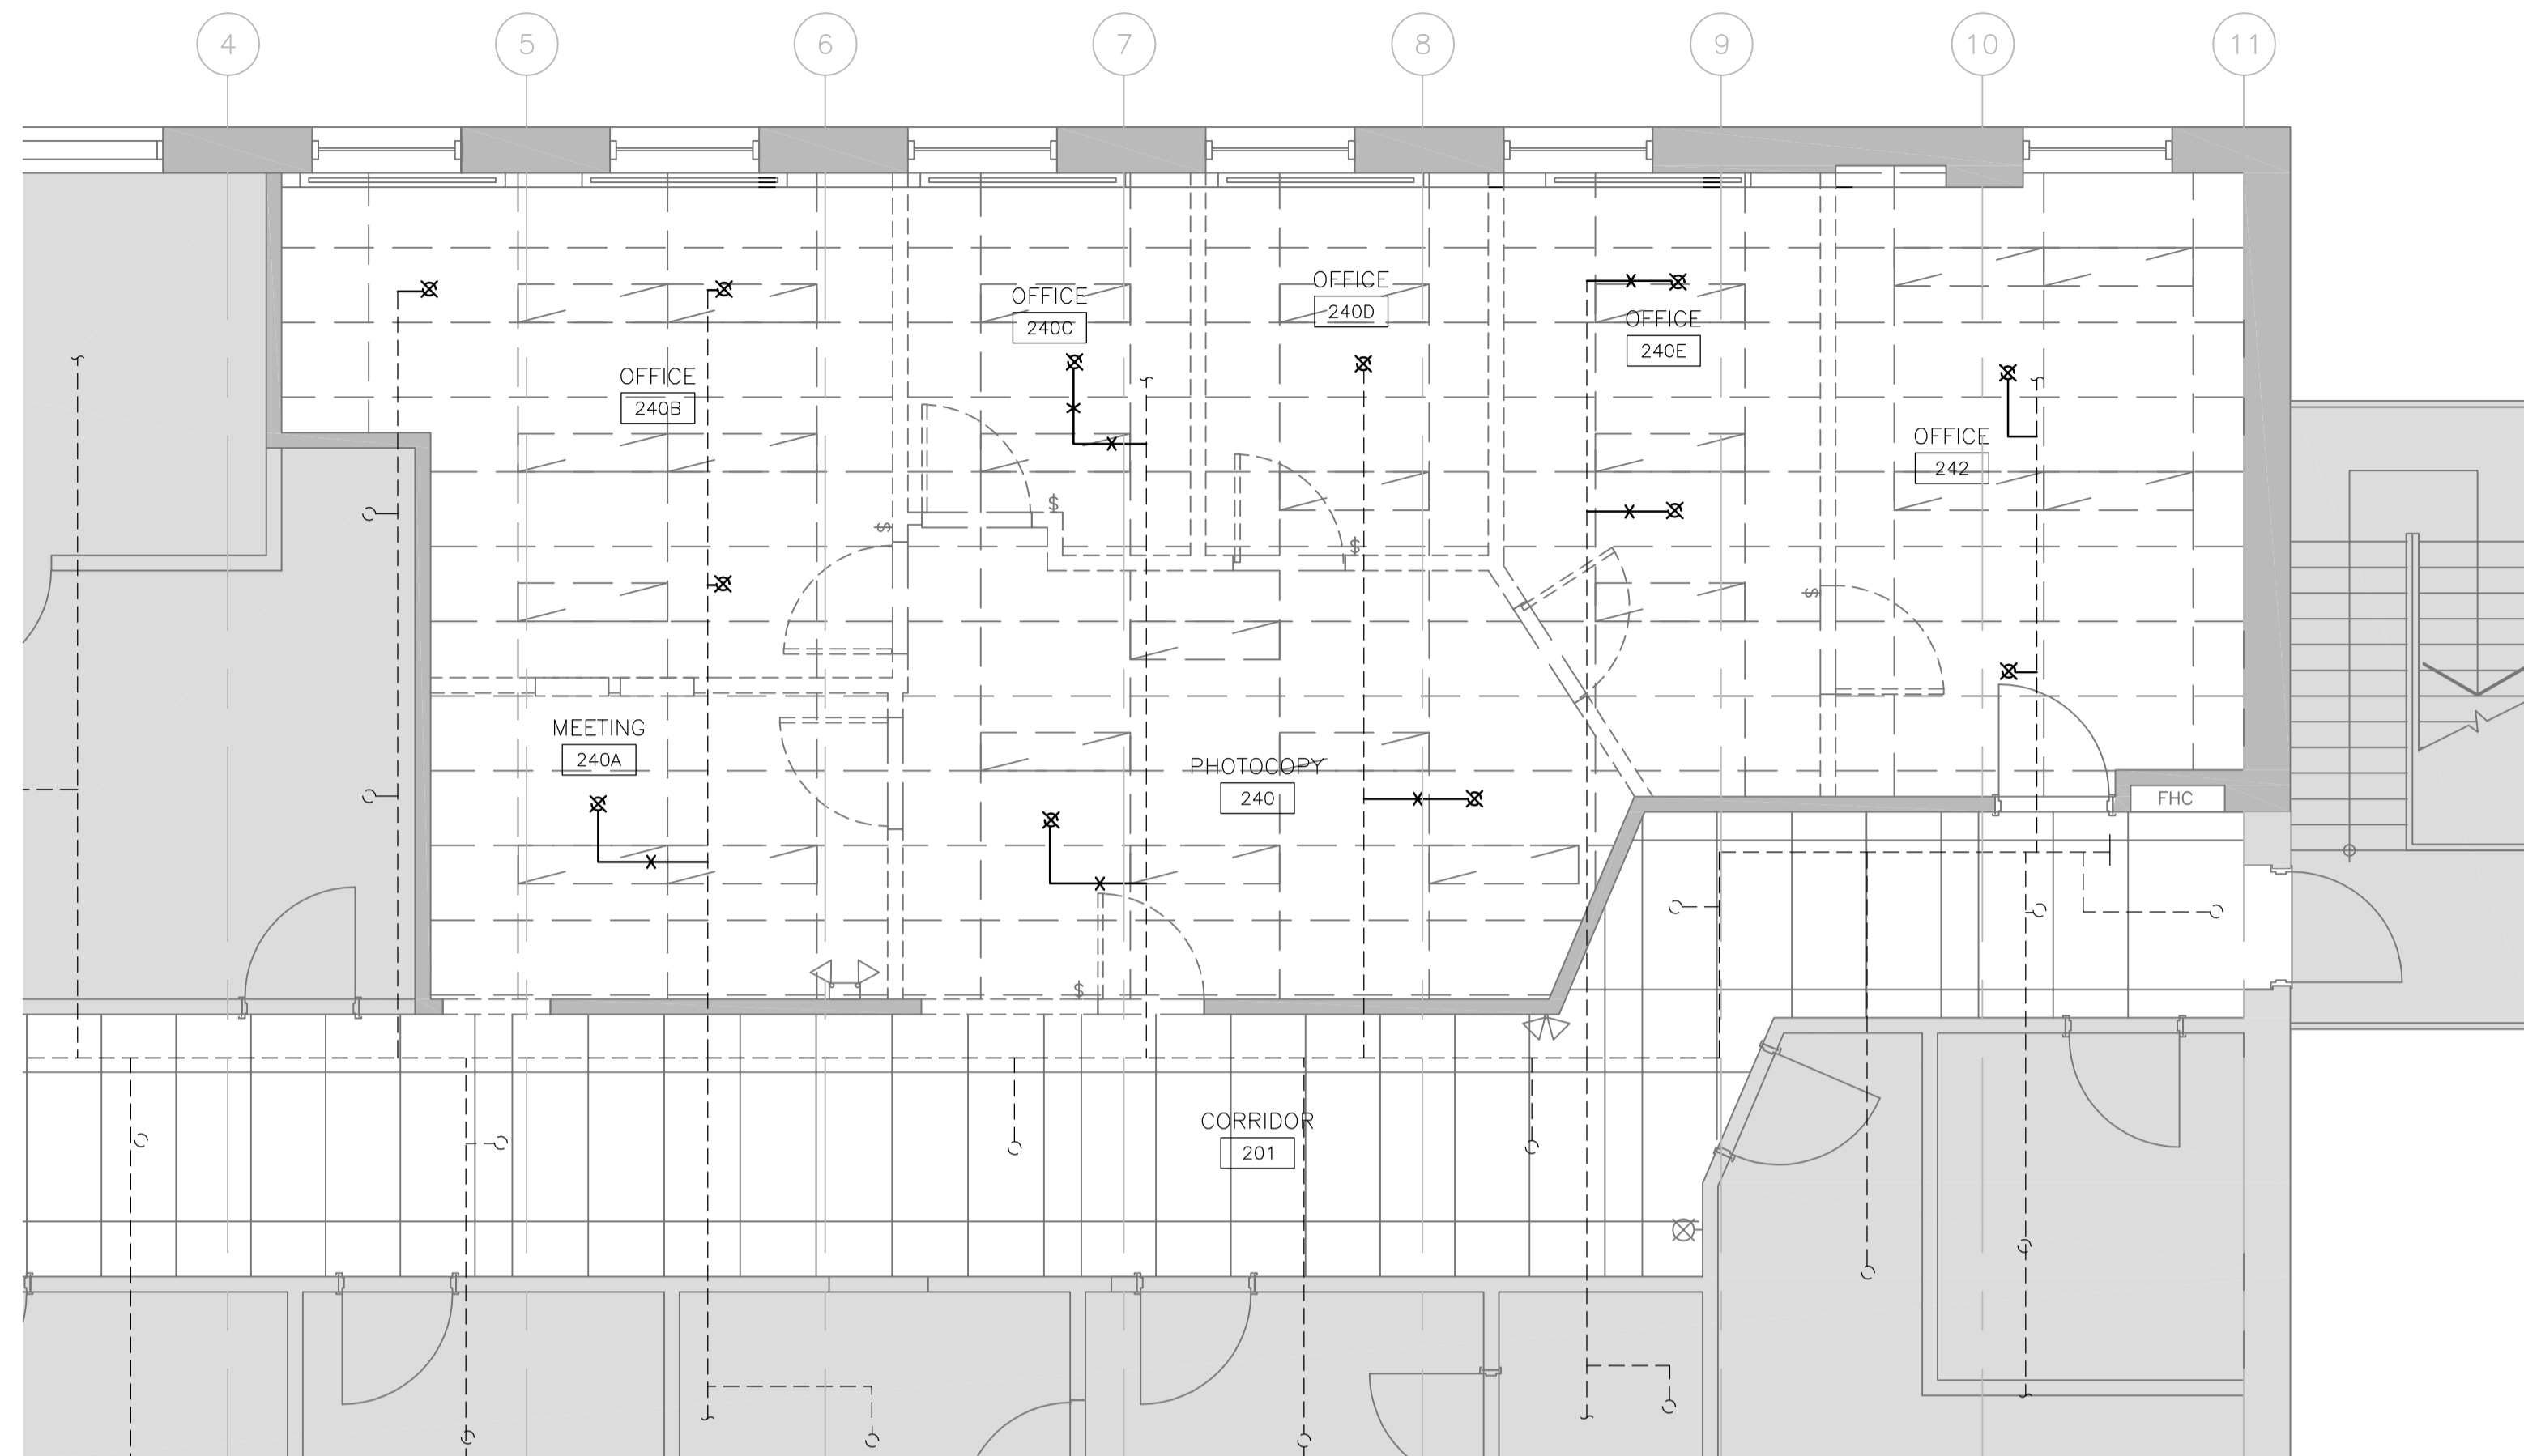 4 5 6 7 8 9 10 11
OFFICE
240D
OFFICE
240C
OFFICE
240E
OFFICE
240B
OFFICE
242
$
$
$
$
MEETING
240A
PHOTOCOPY
240
FHC
$
CORRIDOR
201